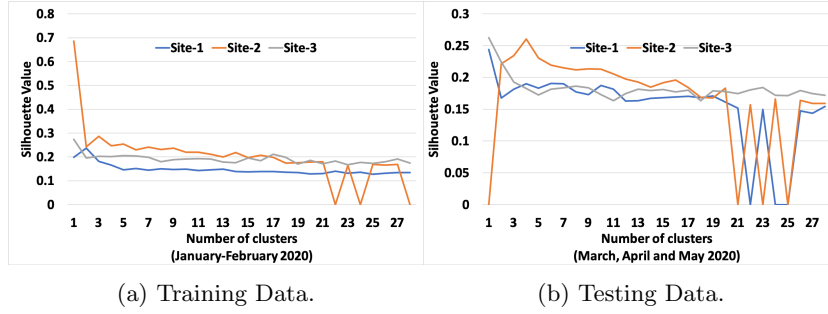 0.8
0.7
0.6
0.5
0.4
0.3
0.2
0.1
0
Silhouette Value
Site-1 Site-2 Site-3
1 3 5 7 9 11 13 15 17 19 21 23 25 27
Number of clusters
(January-February 2020)
(a) Training Data.
0.3
0.25
0.2
0.15
0.1
0.05
0
Silhouette Value
Site-1 Site-2 Site-3
1 3 5 7 9 11 13 15 17 19 21 23 25 27
Number of clusters
(March, April and May 2020)
(b) Testing Data.